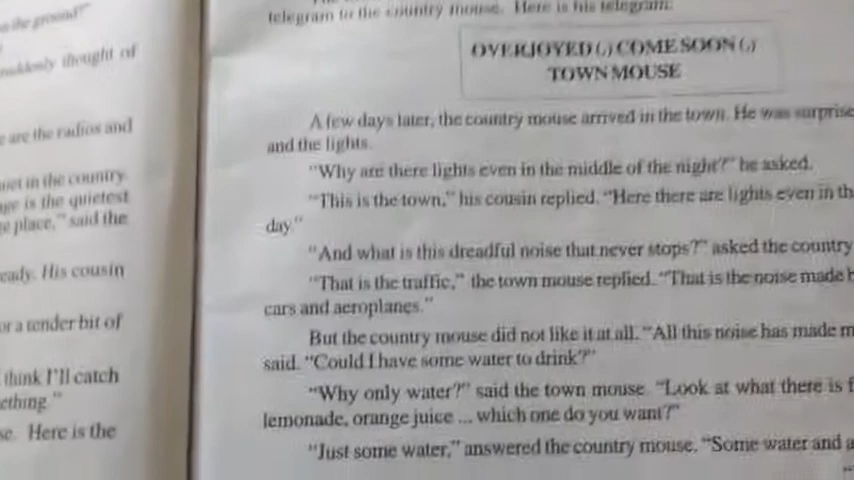 the ground?"
suddenly thought of
e are the radios and
in the country.
is the quietest
place," said the
eady. His cousin
or a tender bit of
think I'll catch
ething."
se. Here is the
telegram to the country mouse. Here is his telegram:
OVERJOYED (.) COME SOON (.)
TOWN MOUSE
A few days later, the country mouse arrived in the town. He was surprise
and the lights.
"Why are there lights even in the middle of the night?" he asked.
"This is the town," his cousin replied. "Here there are lights even in th
day."
"And what is this dreadful noise that never stops?" asked the country
"That is the traffic," the town mouse replied. "That is the noise made b
cars and aeroplanes."
But the country mouse did not like it at all. "All this noise has made m
said. "Could I have some water to drink?"
"Why only water?" said the town mouse. "Look at what there is f
lemonade, orange juice ... which one do you want?"
"Just some water," answered the country mouse. "Some water and a